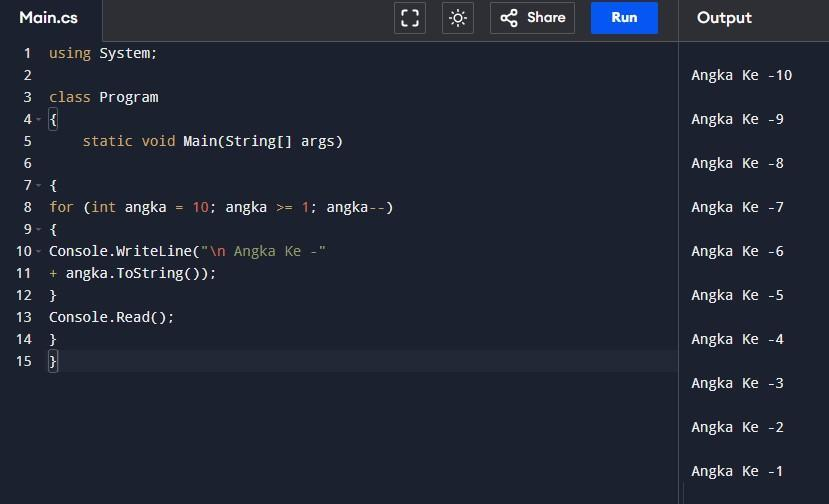 Main.cs
Share
Run
Output
1 using System;
2
3 class Program
4 {
5 static void Main(String[] args)
6
7 {
8 for (int angka = 10; angka >= 1; angka--)
9 {
10 Console.WriteLine("\n Angka Ke -"
11 + angka.ToString());
12 }
13 Console.Read();
14 }
15 }
Angka Ke -10
Angka Ke -9
Angka Ke -8
Angka Ke -7
Angka Ke -6
Angka Ke -5
Angka Ke -4
Angka Ke -3
Angka Ke -2
Angka Ke -1